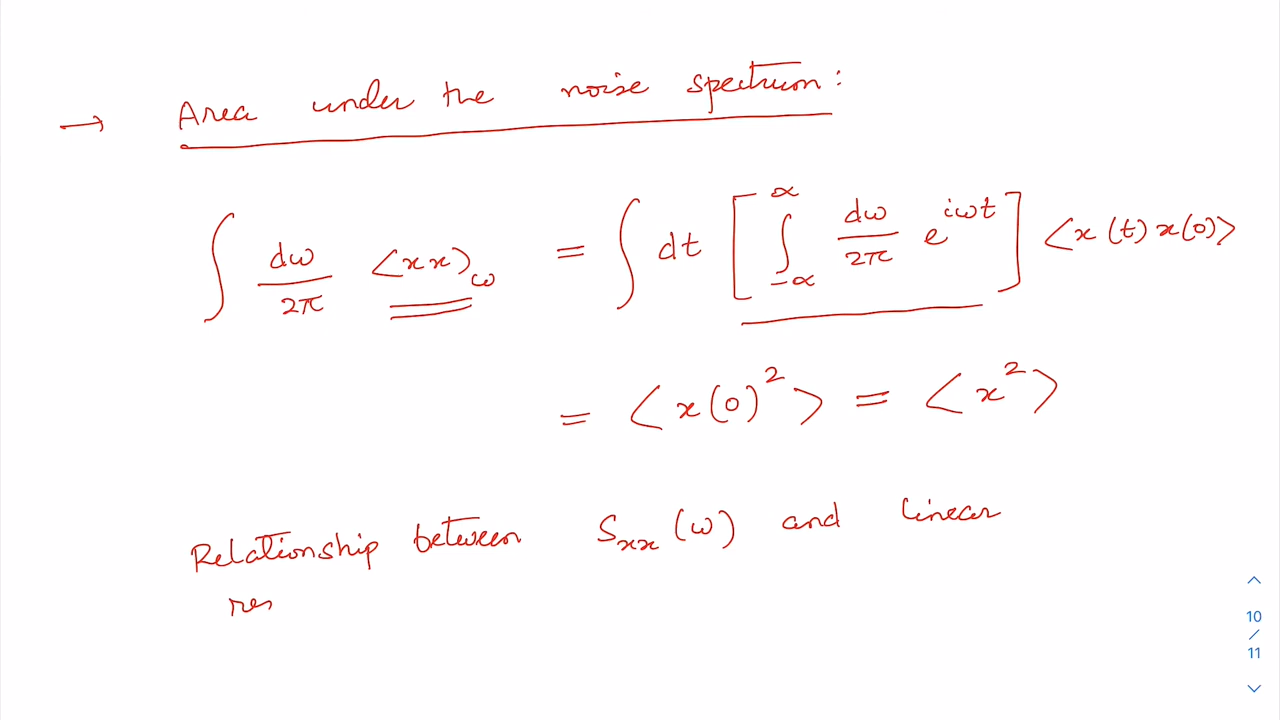 → Area under the noise spectrum:
∫ dω/2π <xx>_ω = ∫ dt [ ∫_{-∝}^{∝} dω/2π e^{iωt} ] <x(t)x(0)>
= <x(0)²> = <x²>
Relationship between S_xx(ω) and linear
res
10
/
11